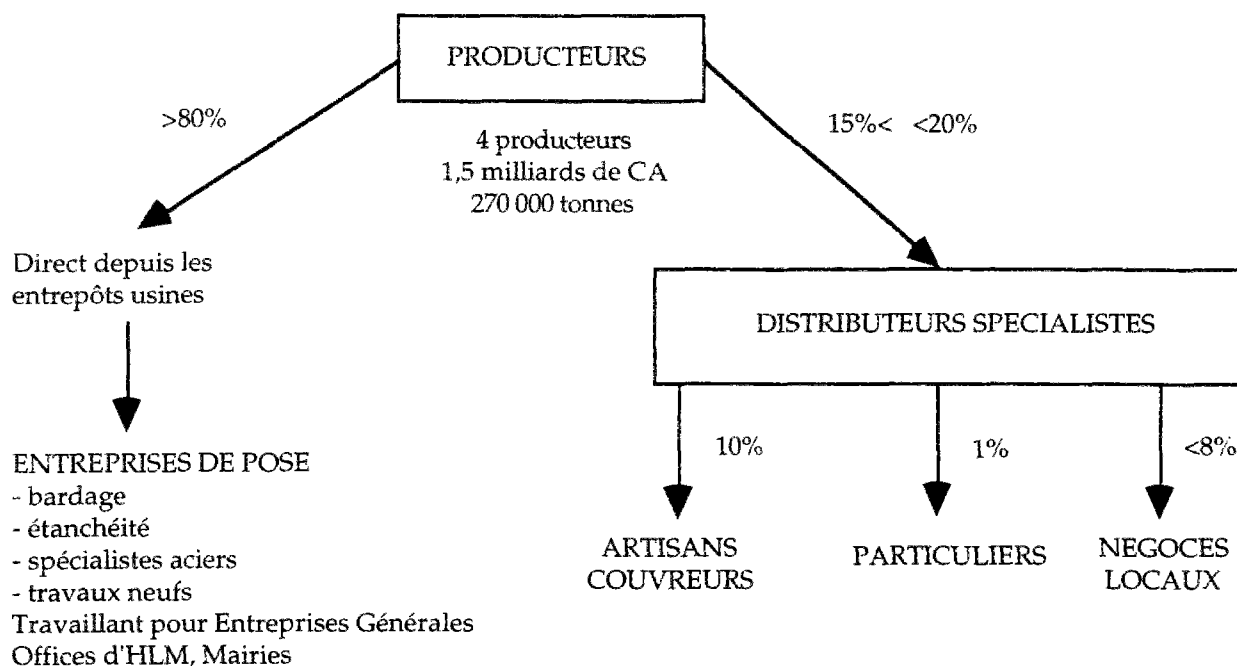 PRODUCTEURS
>80%
15%< <20%
4 producteurs
1,5 milliards de CA
270 000 tonnes
Direct depuis les
entrepôts usines
DISTRIBUTEURS SPECIALISTES
10%
1%
<8%
ENTREPRISES DE POSE
- bardage
- étanchéité
- spécialistes aciers
- travaux neufs
Travaillant pour Entreprises Générales
Offices d'HLM, Mairies
ARTISANS
COUVREURS
PARTICULIERS
NEGOCES
LOCAUX